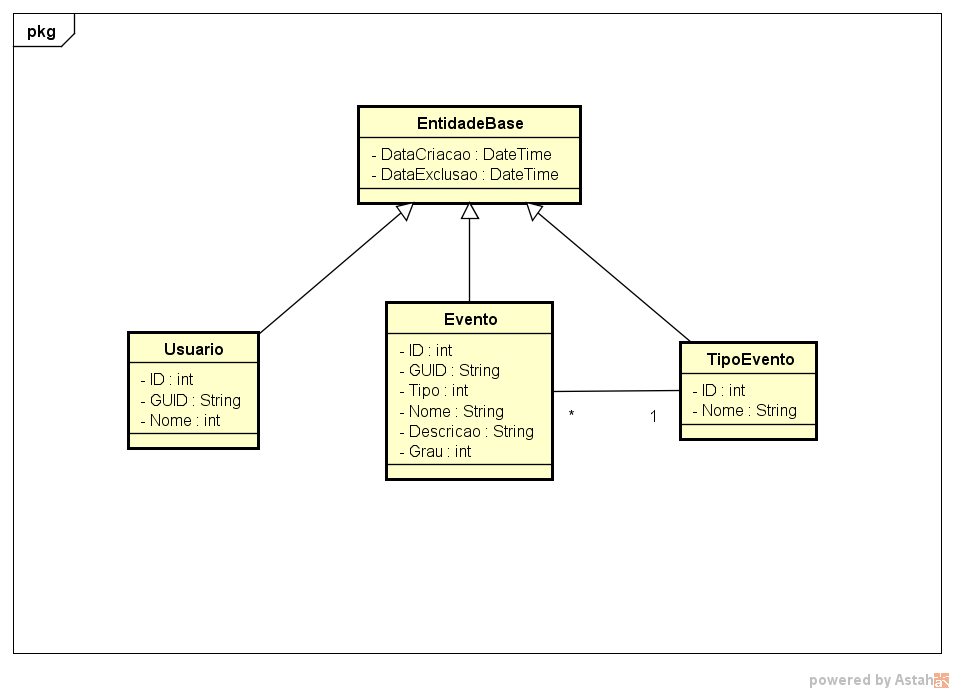 pkg
EntidadeBase
- DataCriacao : DateTime
- DataExclusao : DateTime
Usuario
- ID : int
- GUID : String
- Nome : int
Evento
- ID : int
- GUID : String
- Tipo : int
- Nome : String
- Descricao : String
- Grau : int
*
1
TipoEvento
- ID : int
- Nome : String
powered by Astah